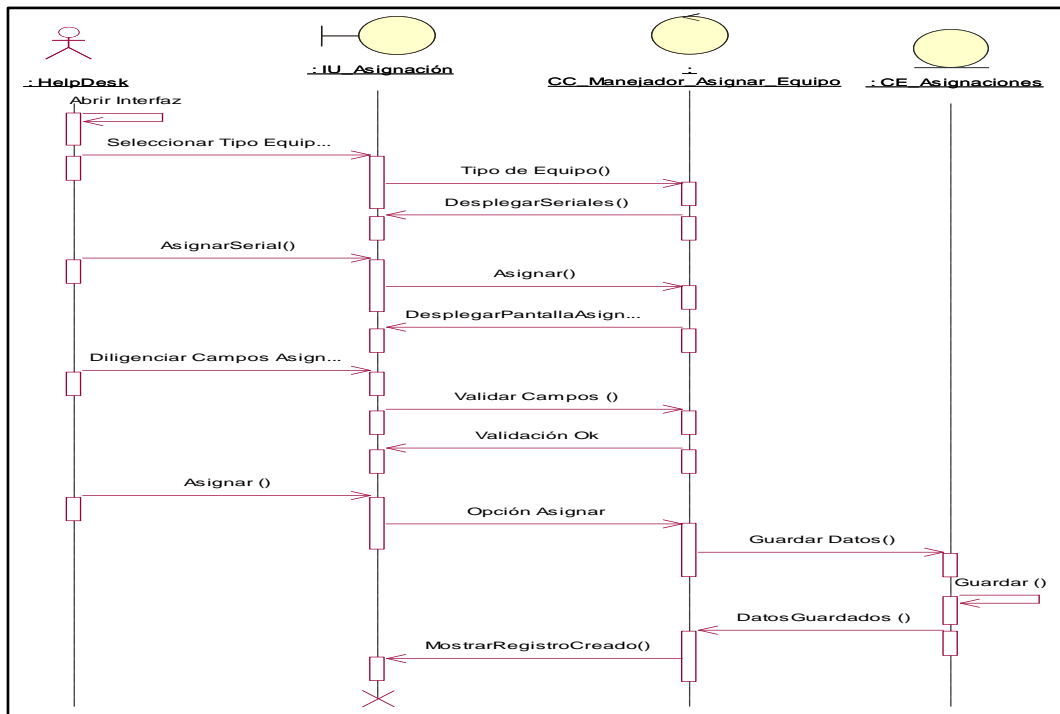 : HelpDesk
: IU_Asignación
:
CC_Manejador_Asignar_Equipo
: CE_Asignaciones
Abrir Interfaz
Seleccionar Tipo Equip...
Tipo de Equipo()
DesplegarSeriales()
AsignarSerial()
Asignar()
DesplegarPantallaAsign...
Diligenciar Campos Asign...
Validar Campos ()
Validación Ok
Asignar ()
Opción Asignar
Guardar Datos()
Guardar ()
DatosGuardados ()
MostrarRegistroCreado()